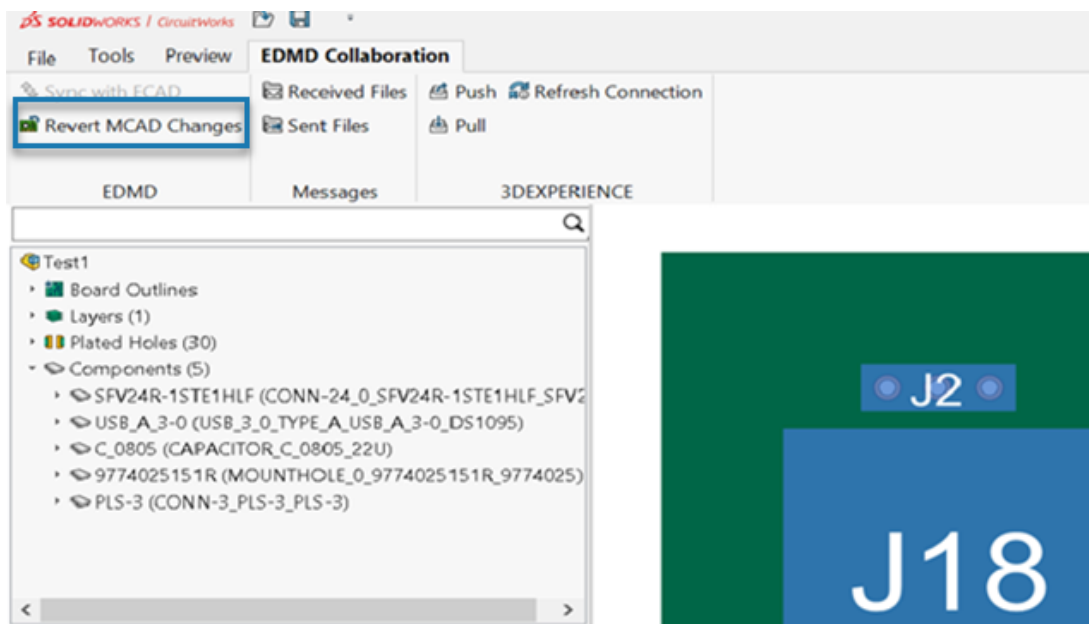 SOLIDWORKS / CircuitWorks
File Tools Preview EDMD Collaboration
Sync with ECAD
Revert MCAD Changes
EDMD
Received Files
Sent Files
Messages
Push Refresh Connection
Pull
3DEXPERIENCE
Test1
Board Outlines
Layers (1)
Plated Holes (30)
Components (5)
SFV24R-1STE1HLF (CONN-24_0_SFV24R-1STE1HLF_SFV2
USB_A_3-0 (USB_3_0_TYPE_A_USB_A_3-0_DS1095)
C_0805 (CAPACITOR_C_0805_22U)
9774025151R (MOUNTHOLE_0_9774025151R_9774025)
PLS-3 (CONN-3_PLS-3_PLS-3)
J2
J18